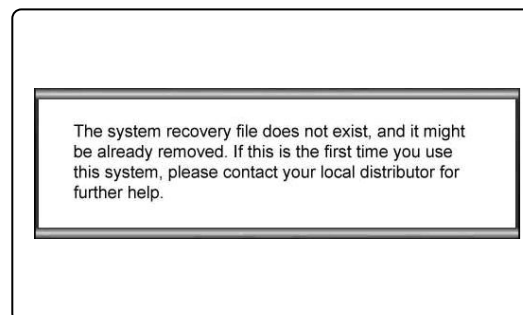 The system recovery file does not exist, and it might
be already removed. If this is the first time you use
this system, please contact your local distributor for
further help.